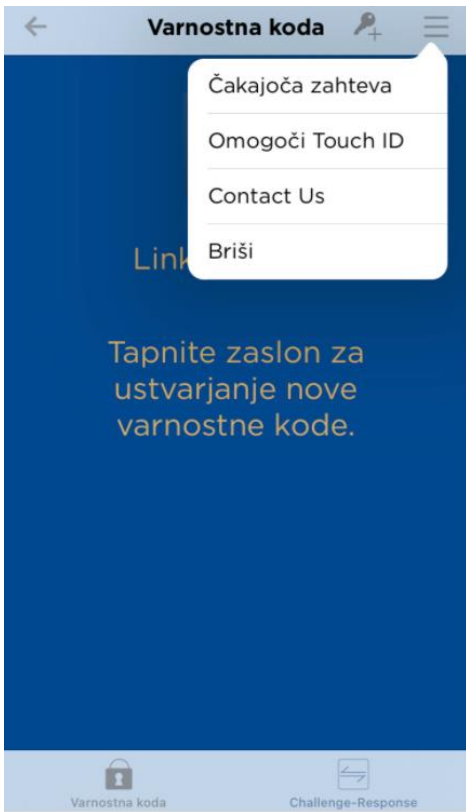 Varnostna koda
Čakajoča zahteva
Omogoči Touch ID
Contact Us
Briši
Tapnite zaslon za
ustvarjanje nove
varnostne kode.
Varnostna koda
Challenge-Response